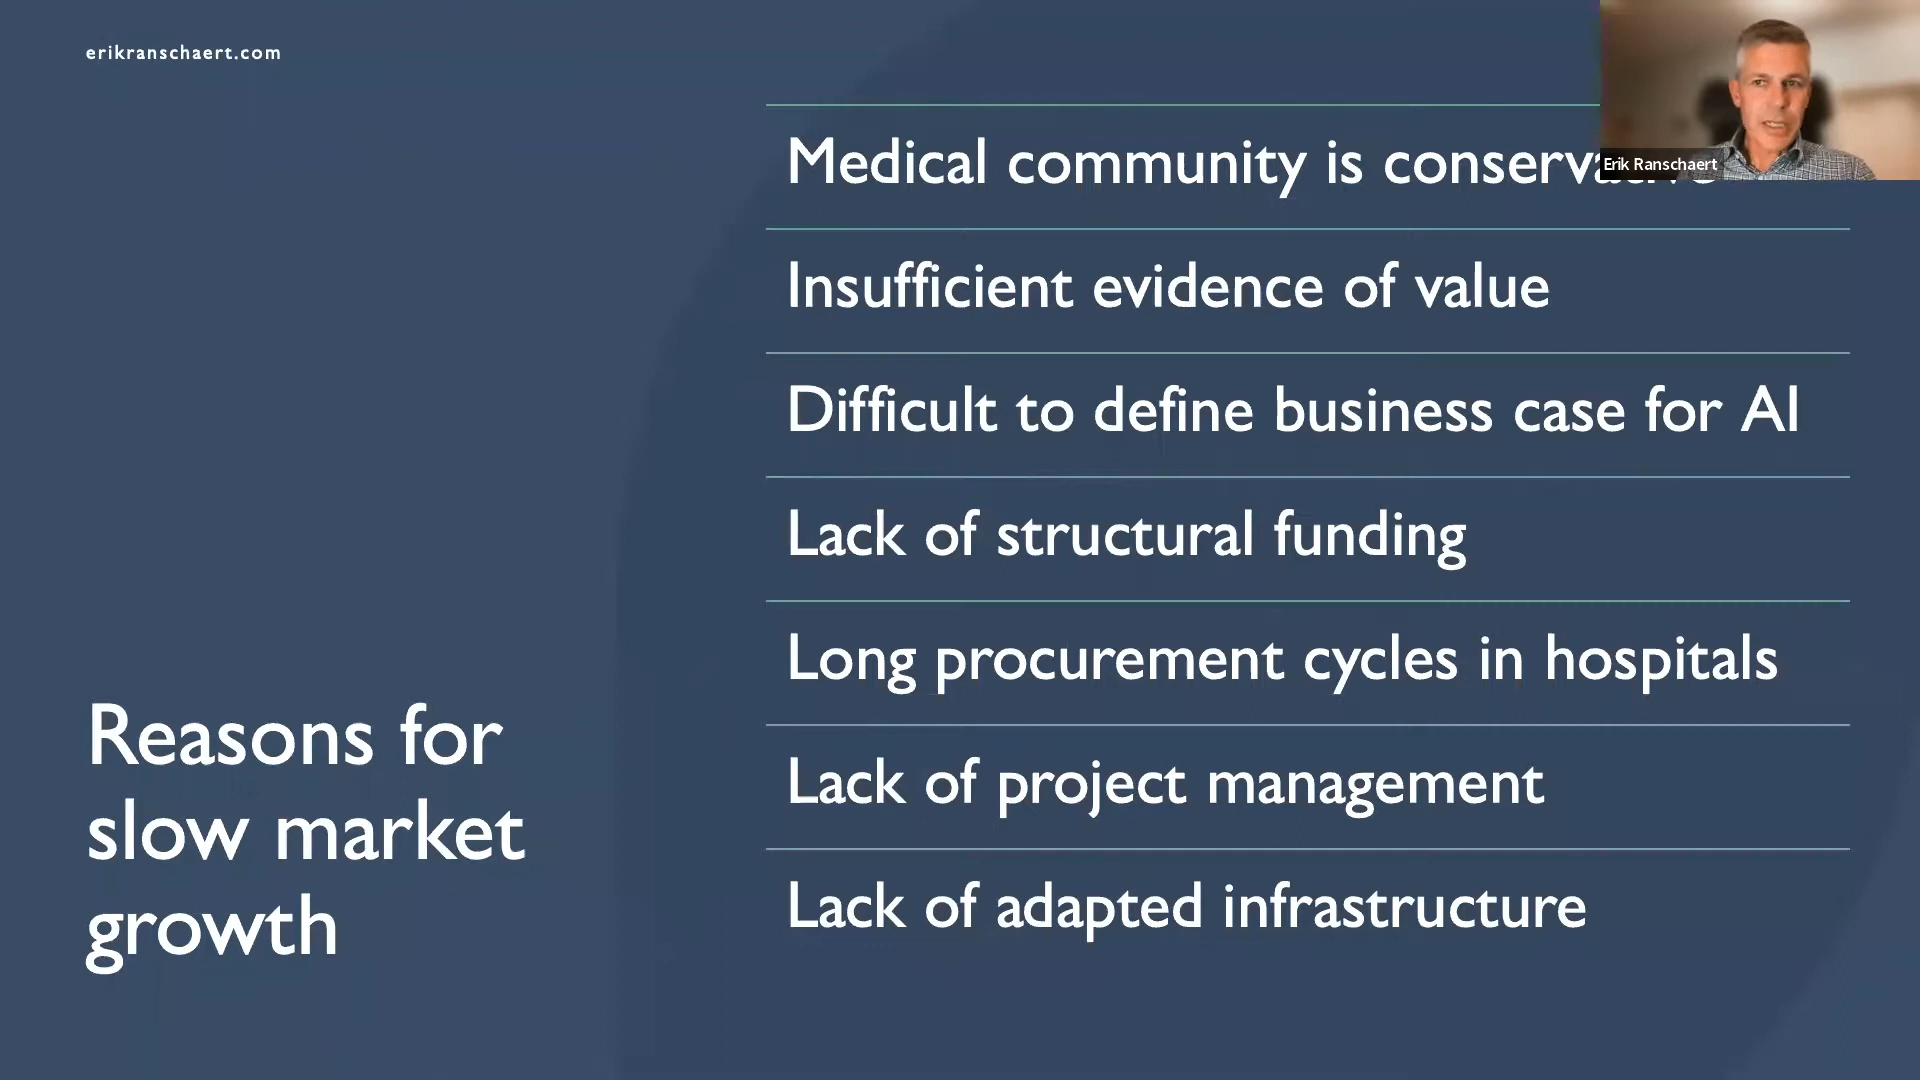 erikranschaert.com
Erik Ranschaert
Medical community is
Insufficient evidence of value
Difficult to define business case for AI
Lack of structural funding
Long procurement cycles in hospitals
Lack of project management
Lack of adapted infrastructure
Reasons for
slow market
growth